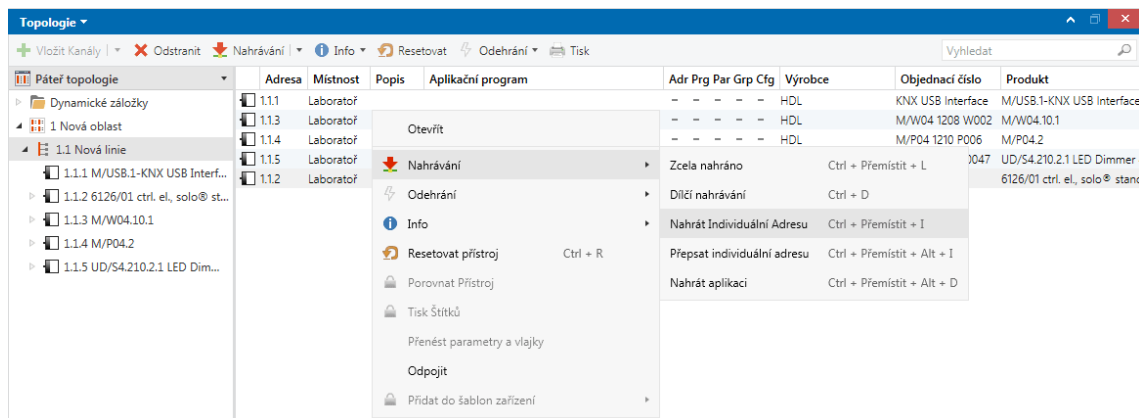 Topologie
Vložit Kanály Odstranit Nahrávání Info Resetovat Odehrání Tisk Vyhledat
Páteř topologie Adresa Místnost Popis Aplikační program Adr Prg Par Grp Cfg Výrobce Objednací číslo Produkt
Dynamické záložky 1.1.1 Laboratoř - - - - - HDL KNX USB Interface M/USB.1-KNX USB Interface
1 Nová oblast 1.1.3 Laboratoř - - - - - HDL M/W04 1208 W002 M/W04.10.1
1.1 Nová linie 1.1.4 Laboratoř - - - - - HDL M/P04 1210 P006 M/P04.2
1.1.5 Laboratoř 0047 UD/S4.210.2.1 LED Dimmer
1.1.1 M/USB.1-KNX USB Interf... 1.1.2 Laboratoř 6126/01 ctrl. el., solo® stand
1.1.2 6126/01 ctrl. el., solo® st...
1.1.3 M/W04.10.1
1.1.4 M/P04.2
1.1.5 UD/S4.210.2.1 LED Dim...
Otevřít
Nahrávání
Odehrání
Info
Resetovat přístroj Ctrl + R
Porovnat Přístroj
Tisk Štítků
Přenést parametry a vlajky
Odpojit
Přidat do šablon zařízení
Zcela nahráno Ctrl + Přemístit + L
Dílčí nahrávání Ctrl + D
Nahrát Individuální Adresu Ctrl + Přemístit + I
Přepsat individuální adresu Ctrl + Přemístit + Alt + I
Nahrát aplikaci Ctrl + Přemístit + Alt + D